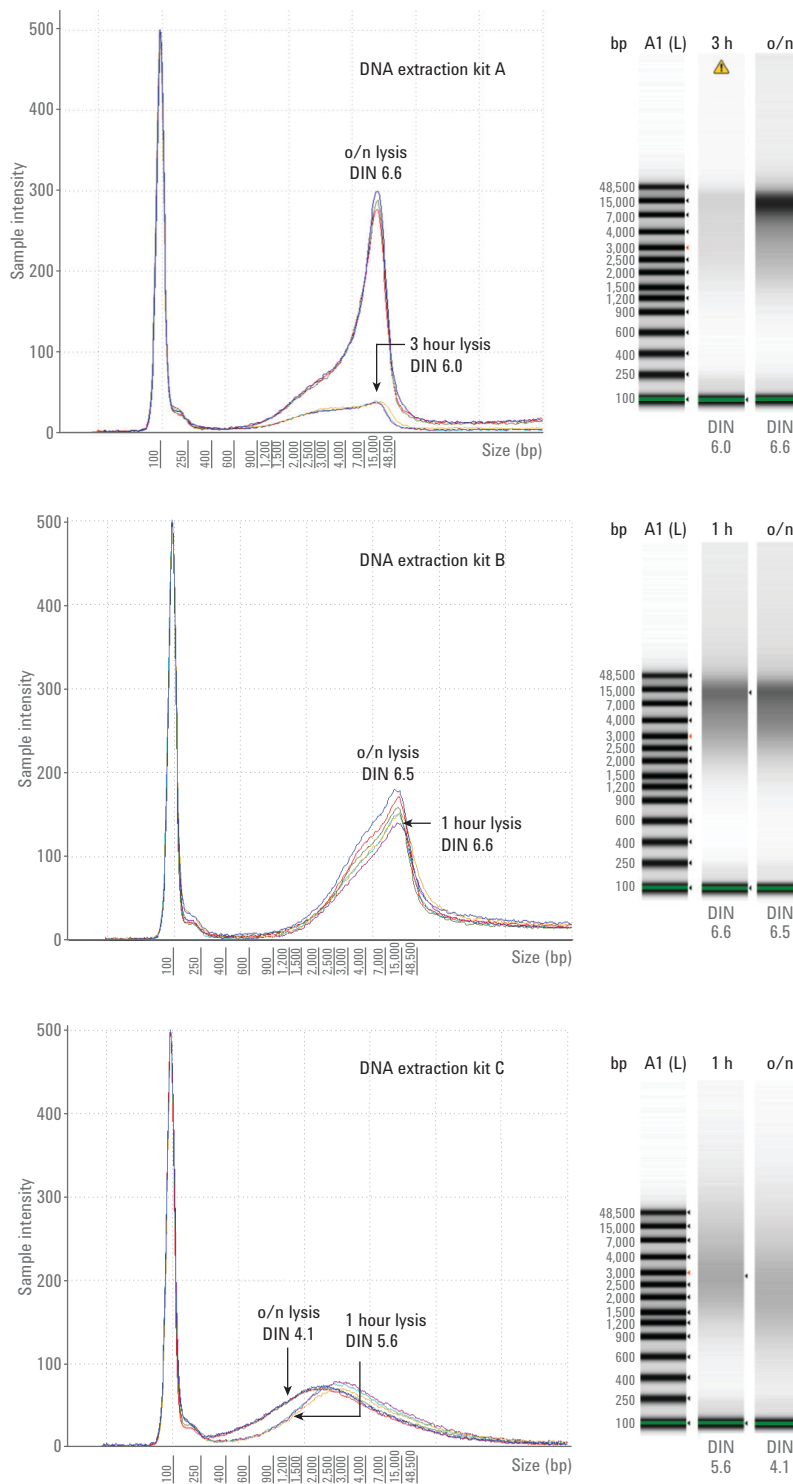 DNA extraction kit A
Sample intensity
500
400
300
200
100
0
o/n lysis
DIN 6.6
3 hour lysis
DIN 6.0
100 250 400 600 900 1,200 1,500 2,000 2,500 3,000 4,000 7,000 15,000 48,500
Size (bp)
bp A1 (L) 3 h o/n
48,500
15,000
7,000
4,000
3,000
2,500
2,000
1,500
1,200
900
600
400
250
100
DIN DIN
6.0 6.6
DNA extraction kit B
Sample intensity
500
400
300
200
100
0
o/n lysis
DIN 6.5
1 hour lysis
DIN 6.6
100 250 400 600 900 1,200 1,500 2,000 2,500 3,000 4,000 7,000 15,000 48,500
Size (bp)
bp A1 (L) 1 h o/n
48,500
15,000
7,000
4,000
3,000
2,500
2,000
1,500
1,200
900
600
400
250
100
DIN DIN
6.6 6.5
DNA extraction kit C
Sample intensity
500
400
300
200
100
0
o/n lysis
DIN 4.1
1 hour lysis
DIN 5.6
100 250 400 600 900 1,200 1,500 2,000 2,500 3,000 4,000 7,000 15,000 48,500
Size (bp)
bp A1 (L) 1 h o/n
48,500
15,000
7,000
4,000
3,000
2,500
2,000
1,500
1,200
900
600
400
250
100
DIN DIN
5.6 4.1